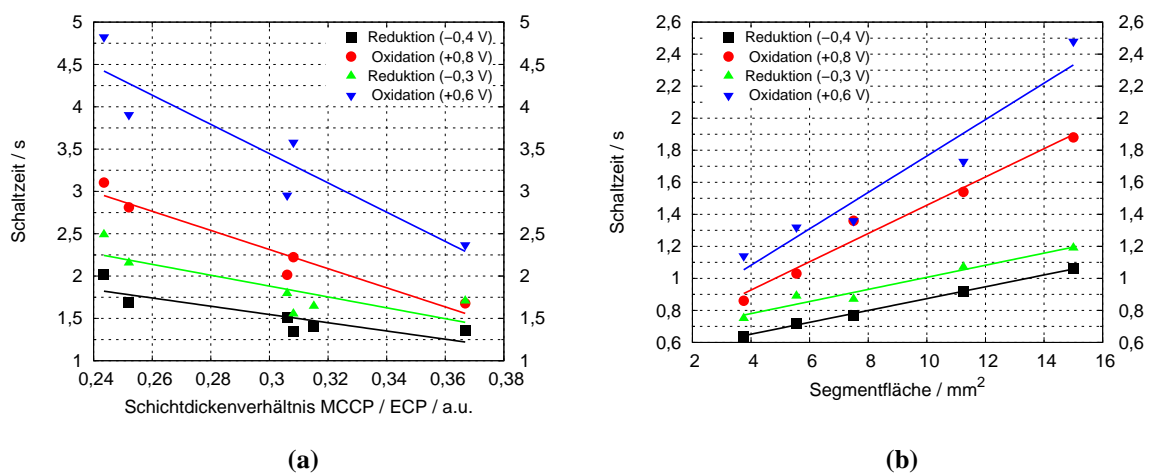 Schaltzeit / s
5
4,5
4
3,5
3
2,5
2
1,5
1
Reduktion (−0,4 V)
Oxidation (+0,8 V)
Reduktion (−0,3 V)
Oxidation (+0,6 V)
5
4,5
4
3,5
3
2,5
2
1,5
1
0,24 0,26 0,28 0,3 0,32 0,34 0,36 0,38
Schichtdickenverhältnis MCCP / ECP / a.u.
(a)
Schaltzeit / s
2,6
2,4
2,2
2
1,8
1,6
1,4
1,2
1
0,8
0,6
Reduktion (−0,4 V)
Oxidation (+0,8 V)
Reduktion (−0,3 V)
Oxidation (+0,6 V)
2,6
2,4
2,2
2
1,8
1,6
1,4
1,2
1
0,8
0,6
2 4 6 8 10 12 14 16
Segmentfläche / mm²
(b)